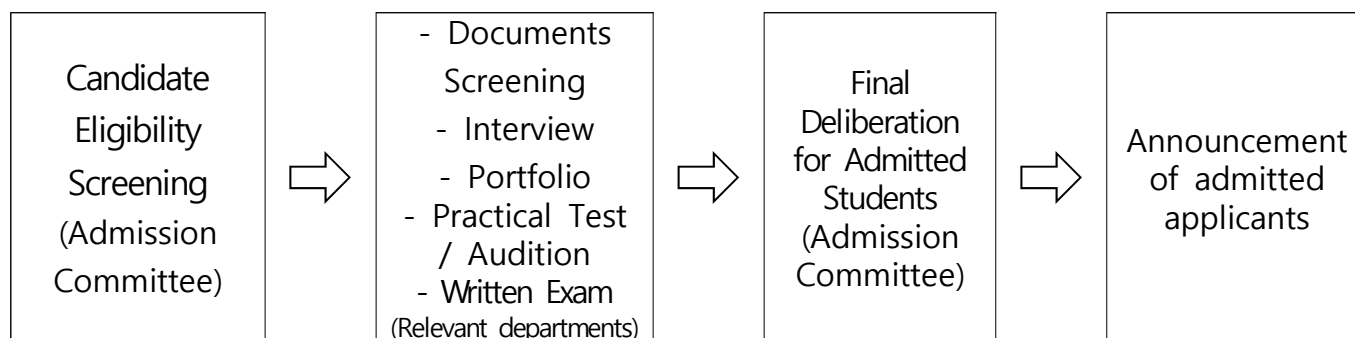 Candidate
Eligibility
Screening
(Admission
Committee)
- Documents
Screening
- Interview
- Portfolio
- Practical Test
/ Audition
- Written Exam
(Relevant departments)
Final
Deliberation
for Admitted
Students
(Admission
Committee)
Announcement
of admitted
applicants